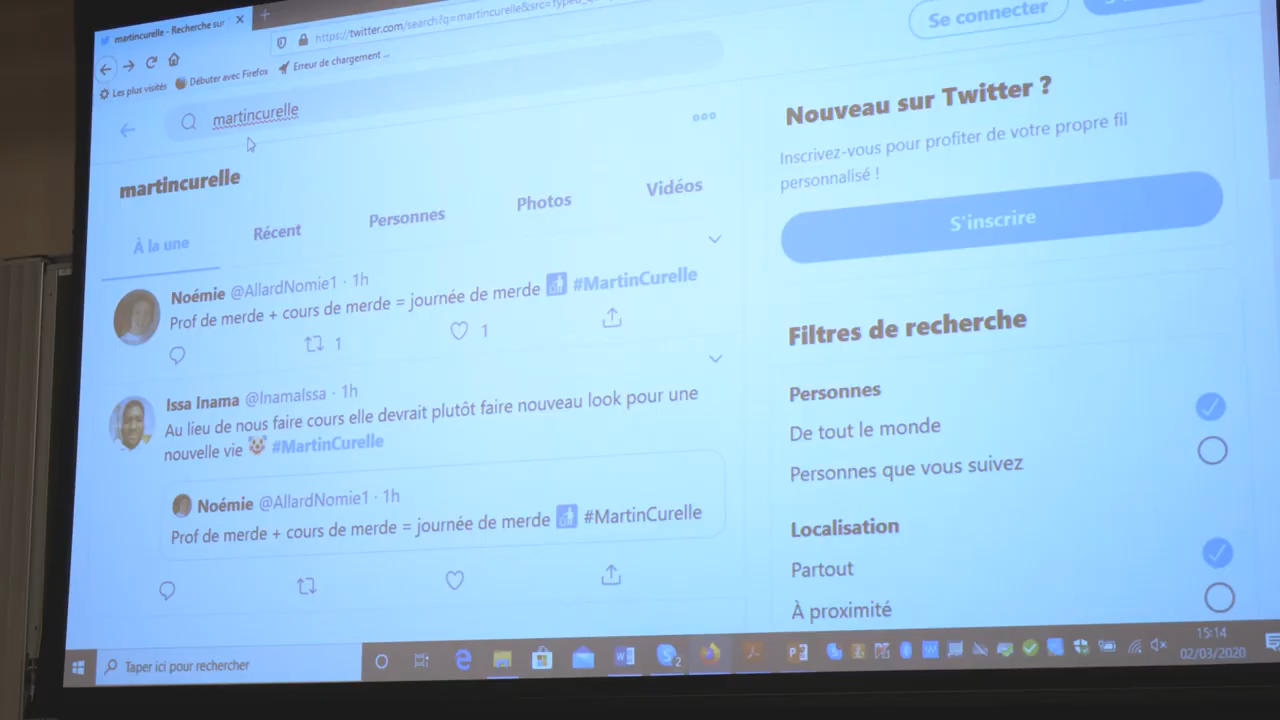 martincurelle - Recherche sur
https://twitter.com/search?q=martincurelle&src=typed_
Se connecter
Les plus visités
Débuter avec Firefox
Erreur de chargement ...
martincurelle
martincurelle
À la une
Récent
Personnes
Photos
Vidéos
Noémie @AllardNomie1 · 1h
Prof de merde + cours de merde = journée de merde 🚮 #MartinCurelle
1
1
Issa Inama @InamaIssa · 1h
Au lieu de nous faire cours elle devrait plutôt faire nouveau look pour une
nouvelle vie 🤡 #MartinCurelle
Noémie @AllardNomie1 · 1h
Prof de merde + cours de merde = journée de merde 🚮 #MartinCurelle
Nouveau sur Twitter ?
Inscrivez-vous pour profiter de votre propre fil
personnalisé !
S'inscrire
Filtres de recherche
Personnes
De tout le monde
Personnes que vous suivez
Localisation
Partout
À proximité
Taper ici pour rechercher
15:14
02/03/2020